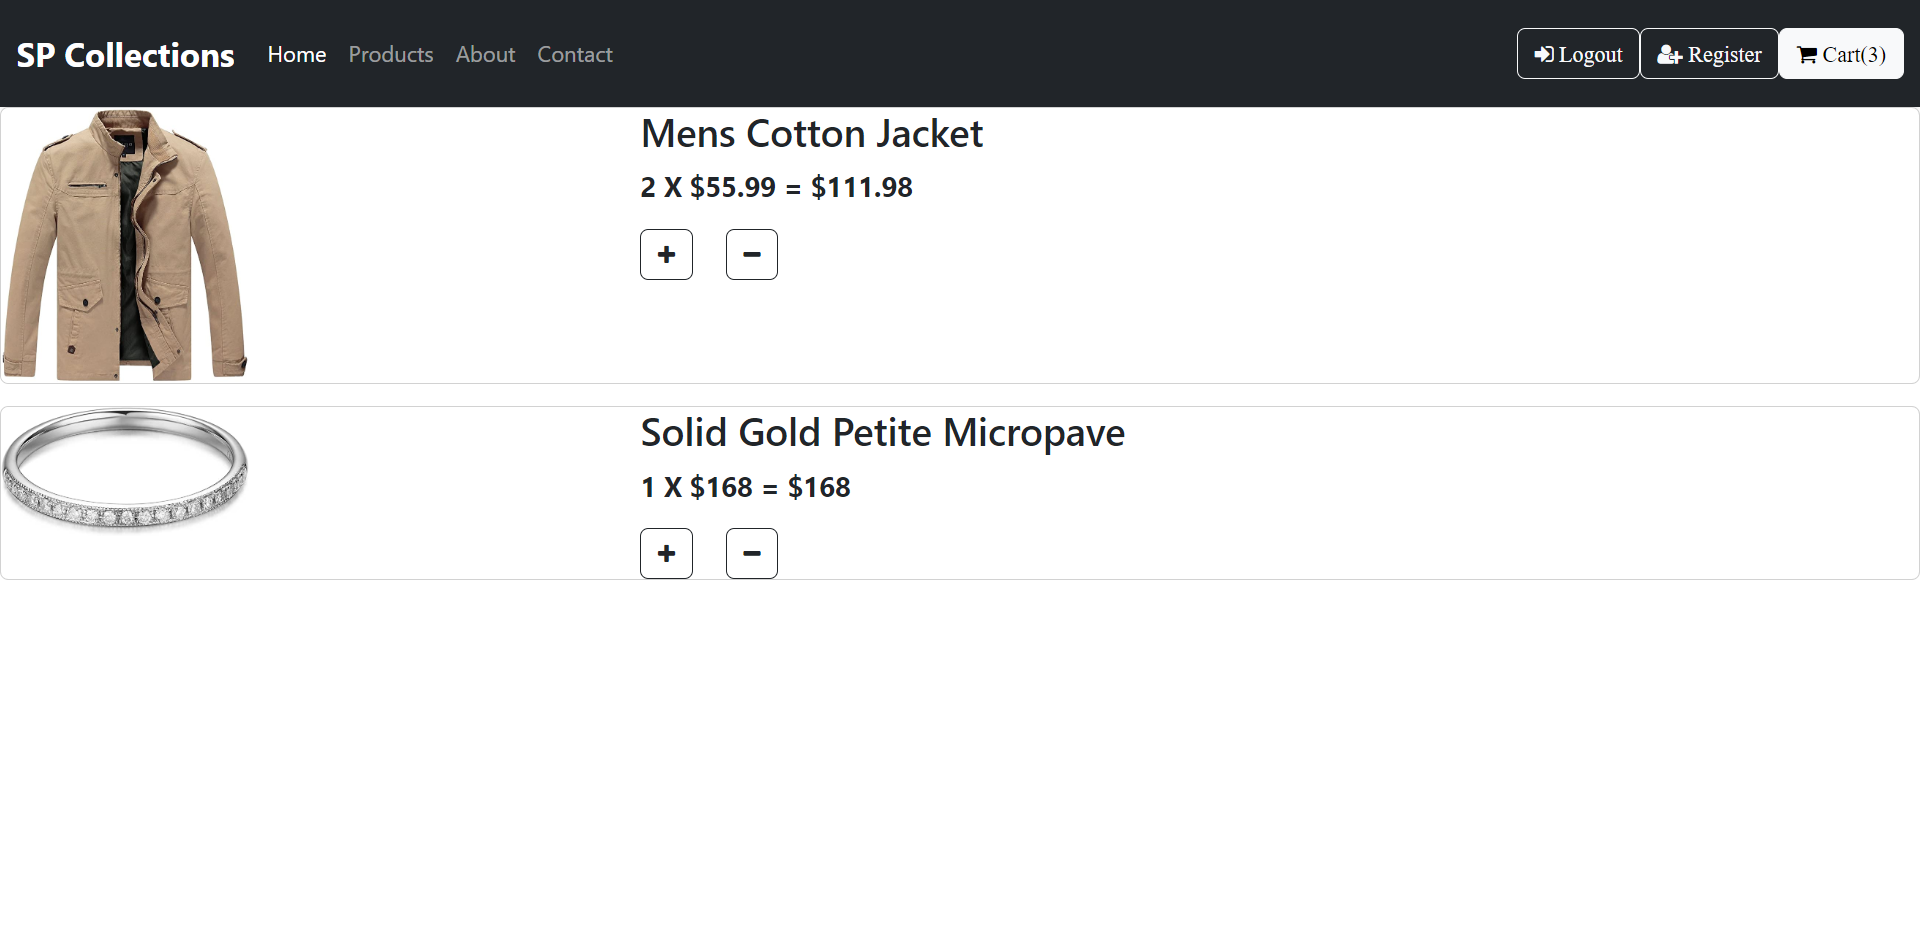 SP Collections Home Products About Contact Logout Register Cart(3)
Mens Cotton Jacket
2 X $55.99 = $111.98
Solid Gold Petite Micropave
1 X $168 = $168